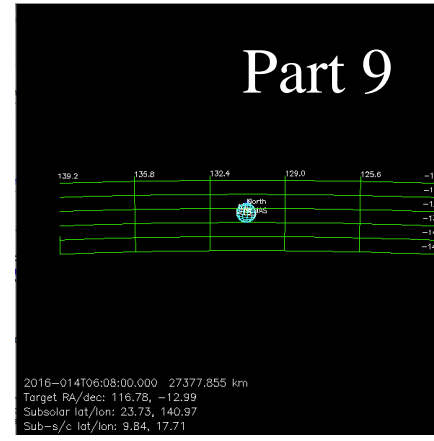 Part 9
139.2 135.8 132.4 129.0 125.6
North
2016-014T06:08:00.000 27377.855 km
Target RA/dec: 116.78, -12.99
Subsolar lat/lon: 23.73, 140.97
Sub-s/c lat/lon: 9.84, 17.71